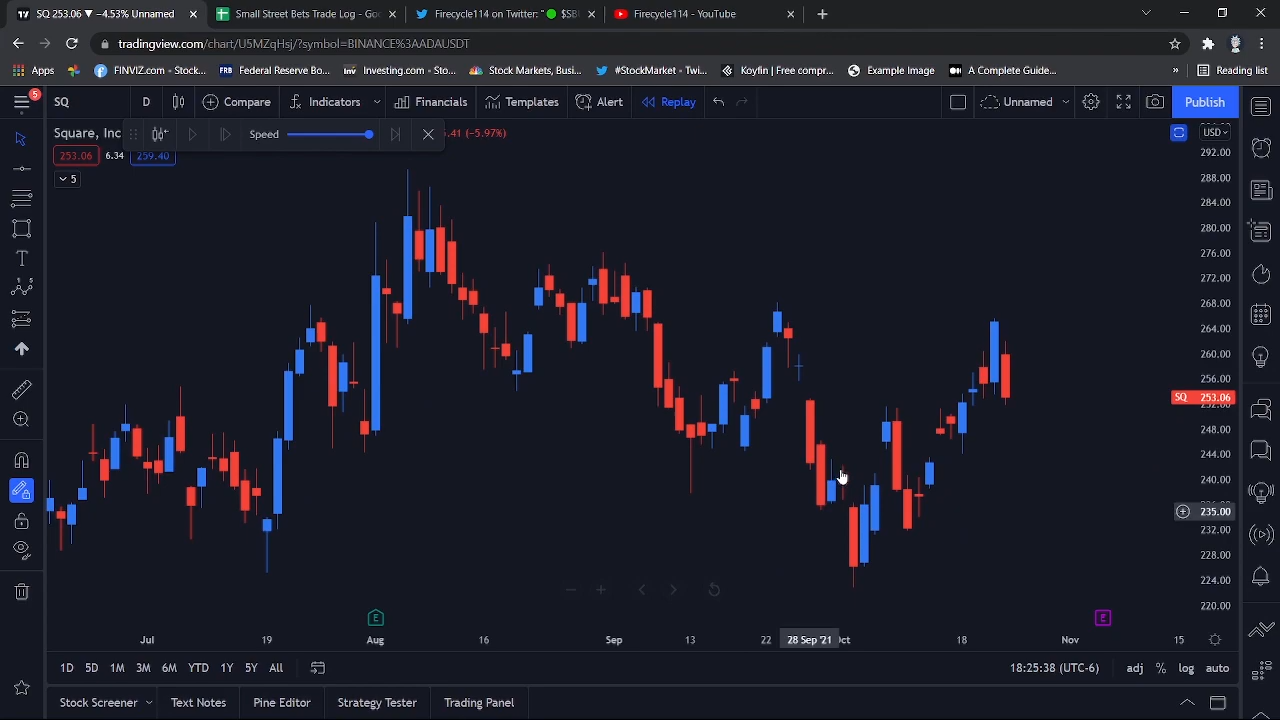 SQ 253.06 ▼ −4.53% Unnamed
Small Street Bets Trade Log - Goo
Firecycle114 on Twitter: "🟢 $SB
Firecycle114 - YouTube
tradingview.com/chart/U5MZqHsj/?symbol=BINANCE%3AADAUSDT
Apps
FINVIZ.com - Stock...
Federal Reserve Bo...
Investing.com - Sto...
Stock Markets, Busi...
#StockMarket - Twi...
Koyfin | Free compr...
Example Image
A Complete Guide...
»
Reading list
5
SQ
D
Compare
Indicators
Financials
Templates
Alert
Replay
Unnamed
Publish
Square, Inc
Speed
.41 (−5.97%)
USD
253.06
6.34
259.40
5
292.00
288.00
284.00
280.00
276.00
272.00
268.00
264.00
260.00
256.00
SQ 253.06
248.00
244.00
240.00
235.00
232.00
228.00
224.00
220.00
E
E
Jul
19
Aug
16
Sep
13
22
28 Sep '21
Oct
18
Nov
15
1D 5D 1M 3M 6M YTD 1Y 5Y All
18:25:38 (UTC-6)
adj % log auto
Stock Screener
Text Notes
Pine Editor
Strategy Tester
Trading Panel